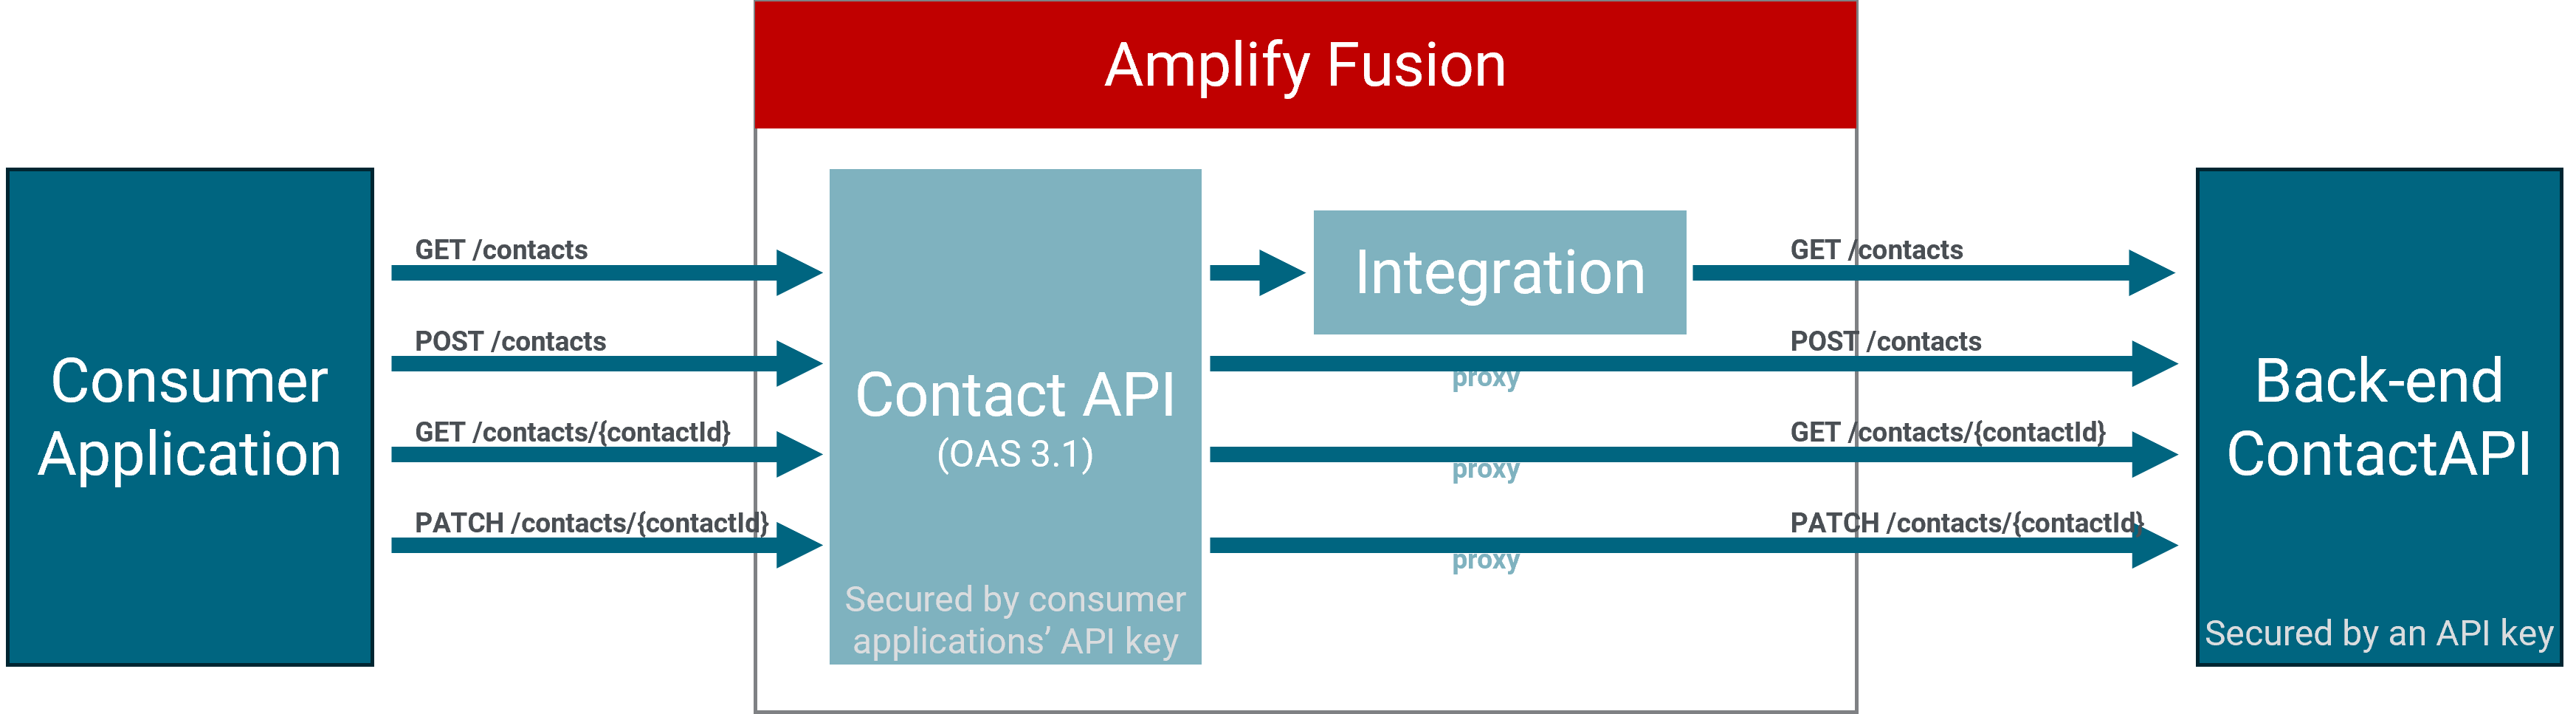 Amplify Fusion
Consumer
Application
GET /contacts
POST /contacts
GET /contacts/{contactId}
PATCH /contacts/{contactId}
Contact API
(OAS 3.1)
Secured by consumer
applications’ API key
Integration
GET /contacts
POST /contacts
proxy
GET /contacts/{contactId}
proxy
PATCH /contacts/{contactId}
proxy
Back-end
ContactAPI
Secured by an API key